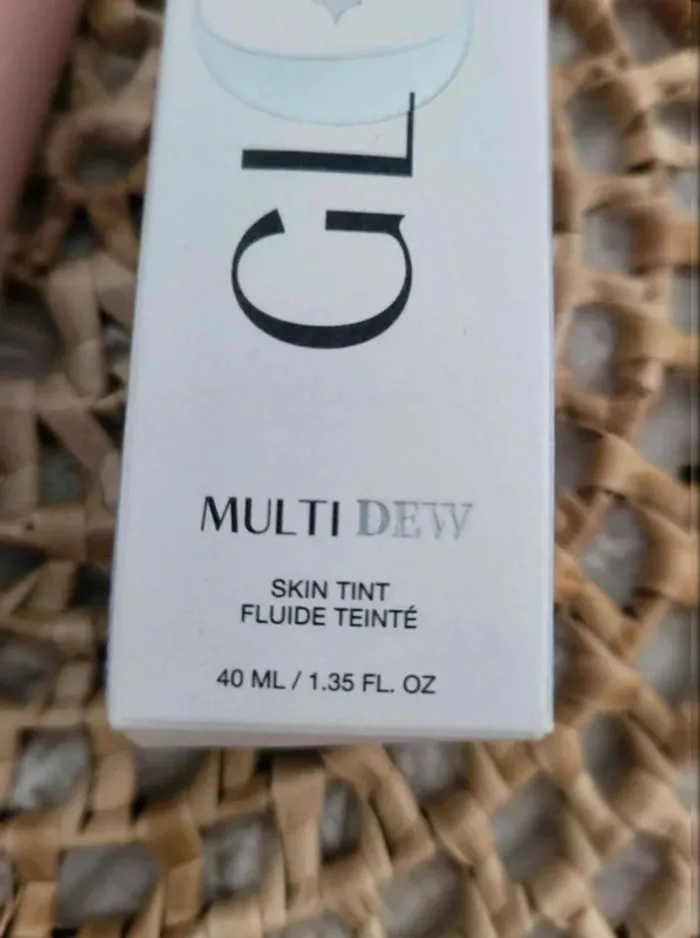 GL
MULTI DEW
SKIN TINT
FLUIDE TEINTÉ
40 ML / 1.35 FL. OZ